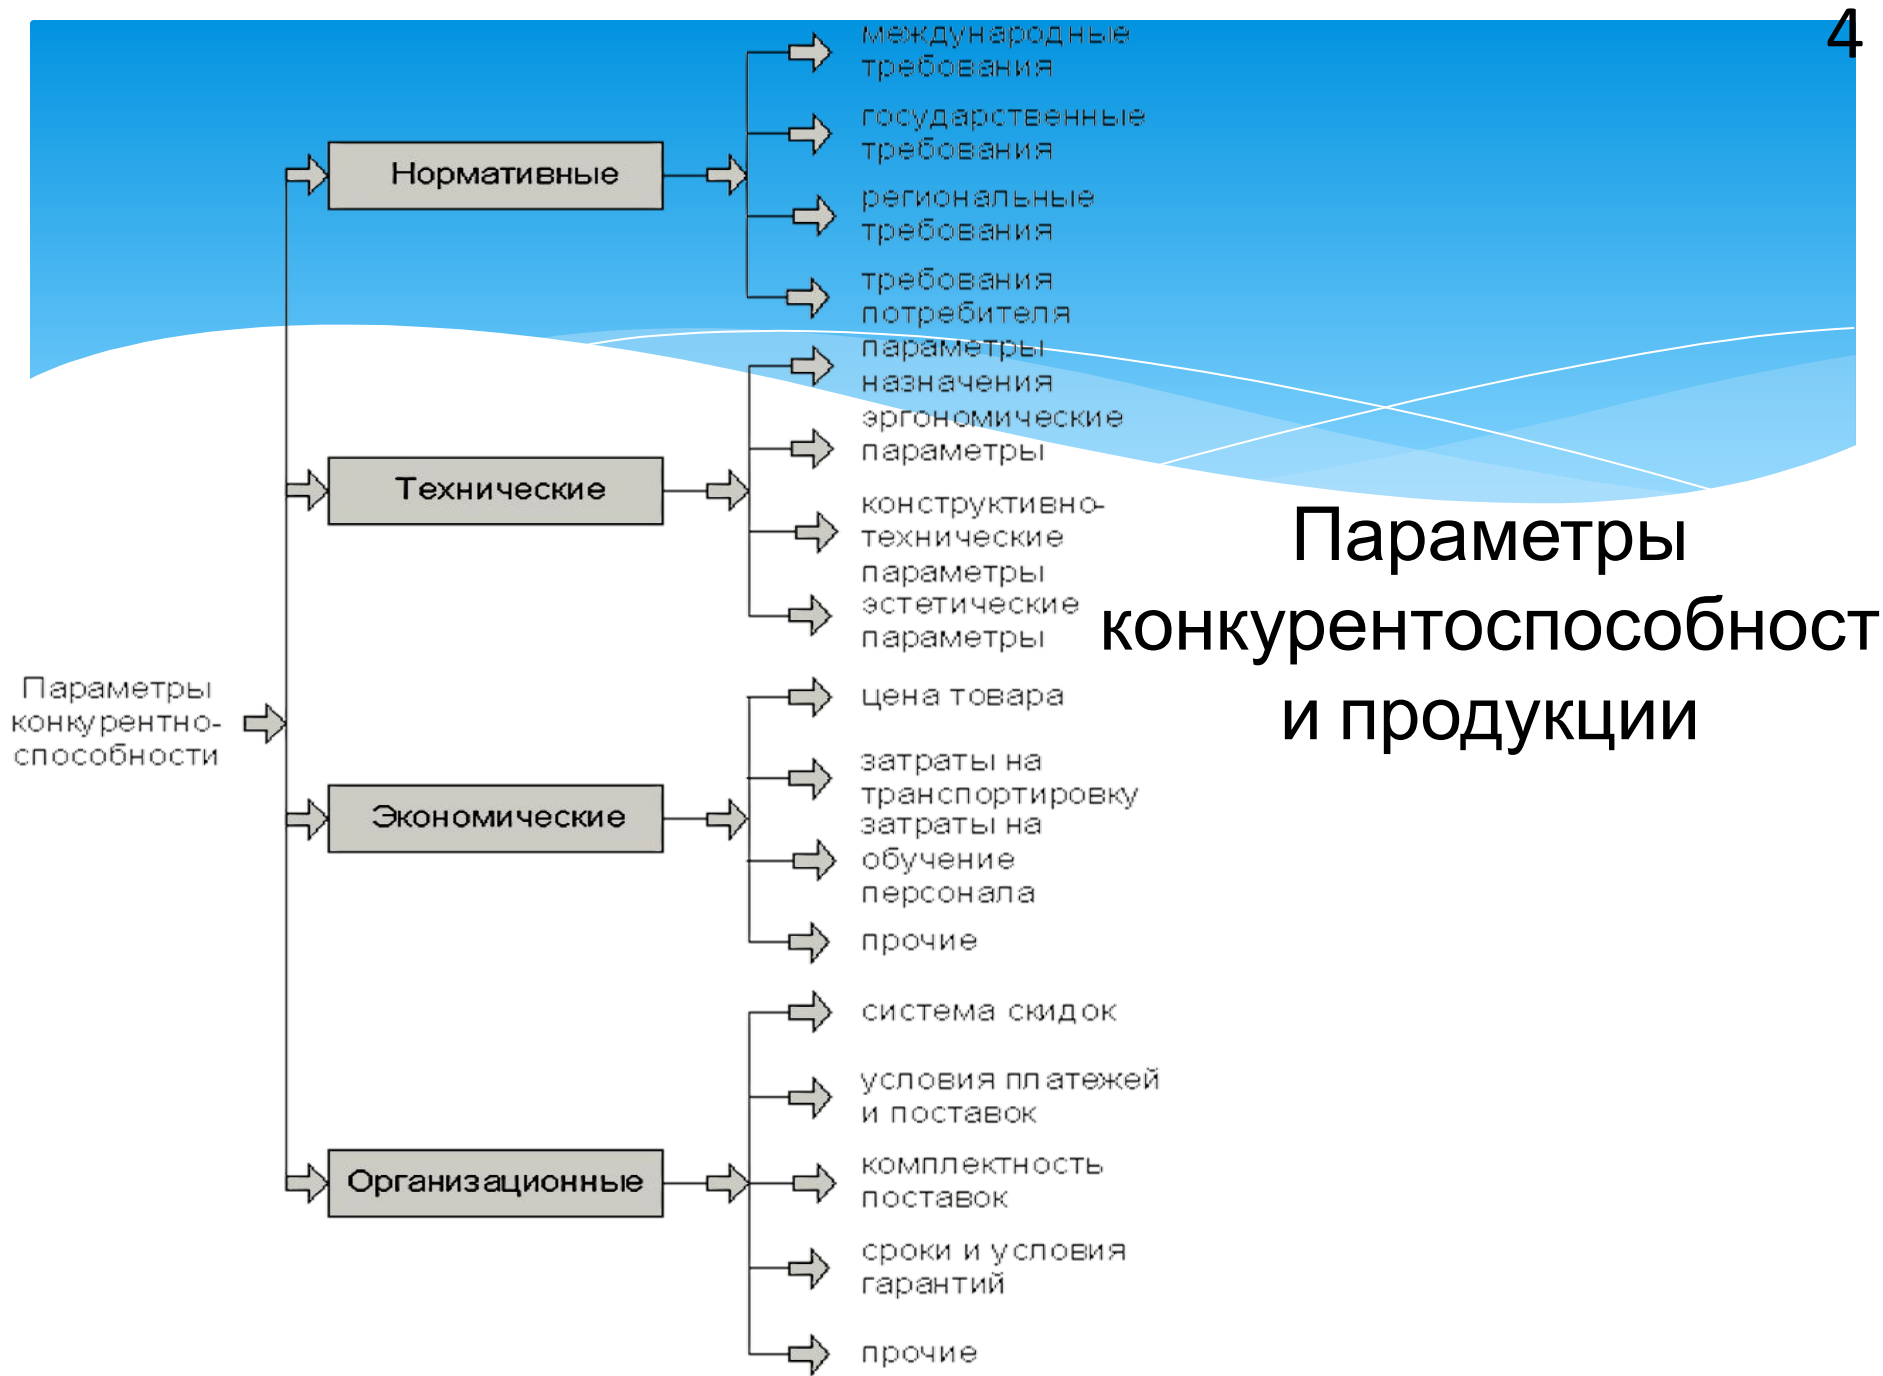 4
международные
требования
государственные
требования
Нормативные
региональные
требования
требования
потребителя
параметры
назначения
эргономические
параметры
Технические
конструктивно-
технические
параметры
эстетические
параметры
Параметры
конкурентоспособност
и продукции
Параметры
конкурентно-
способности
цена товара
затраты на
транспортировку
Экономические
затраты на
обучение
персонала
прочие
система скидок
условия платежей
и поставок
Организационные
комплектность
поставок
сроки и условия
гарантий
прочие